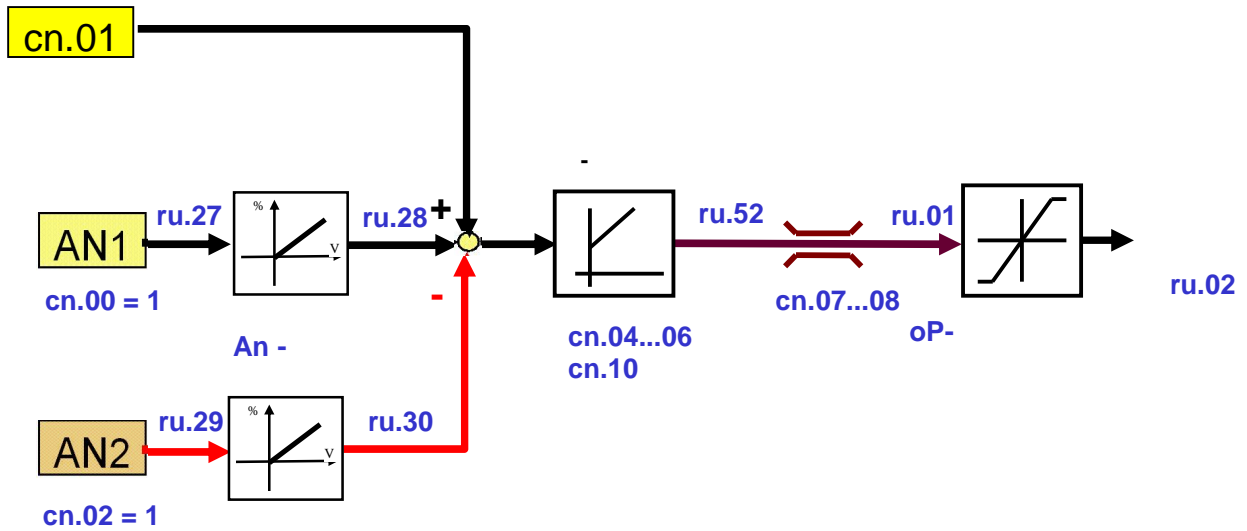 cn.01
-
%
ru.27
ru.28
+
ru.52
ru.01
AN1
V
ru.02
cn.00 = 1
-
cn.07...08
An -
cn.04...06
oP-
cn.10
%
ru.29
ru.30
AN2
V
cn.02 = 1